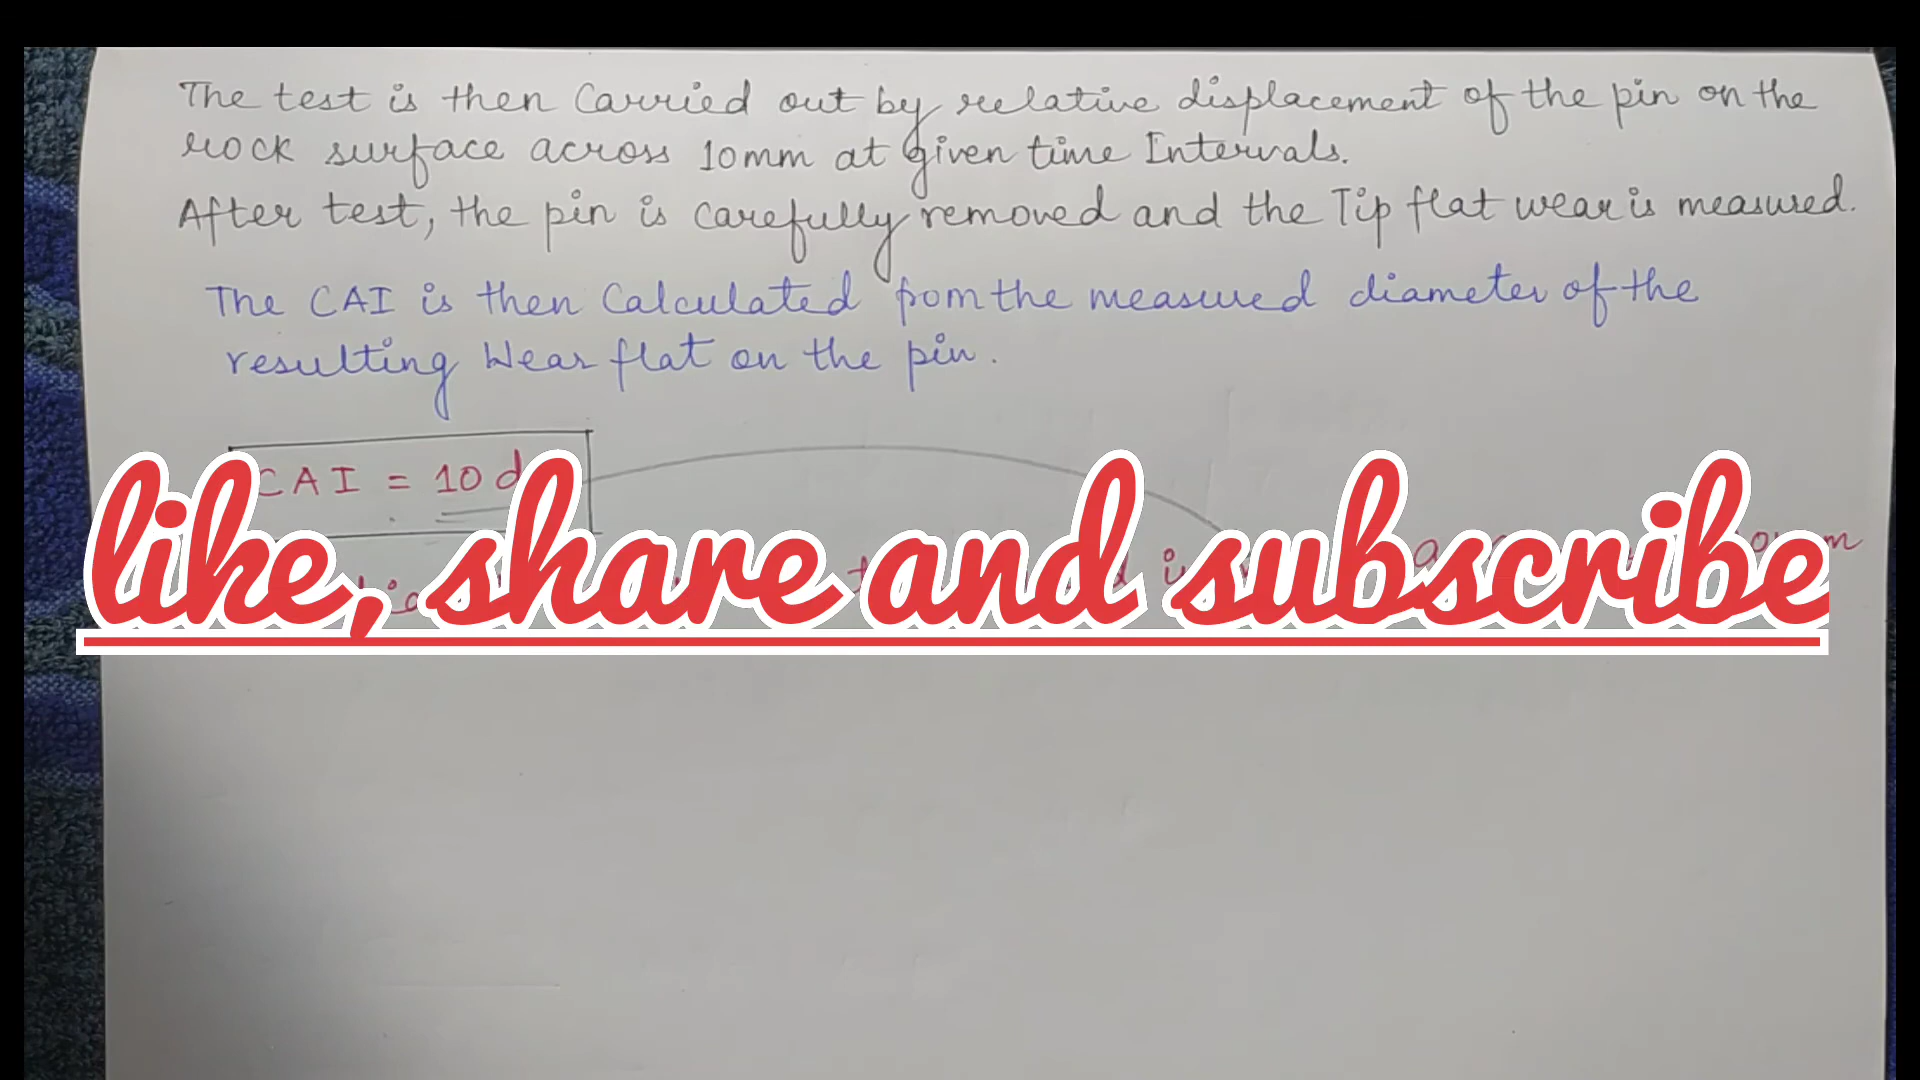 The test is then Carried out by relative displacement of the pin on the
rock surface across 10mm at given time Intervals.
After test, the pin is carefully removed and the Tip flat wear is measured.
The CAI is then Calculated from the measured diameter of the
resulting Wear flat on the pin.
CAI = 10 d
like, share and subscribe